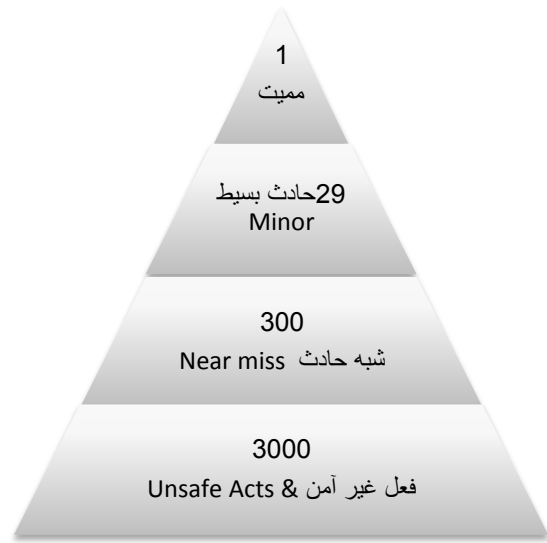 1
مميت
29حادث بسيط
Minor
300
شبه حادث Near miss
3000
فعل غير آمن & Unsafe Acts